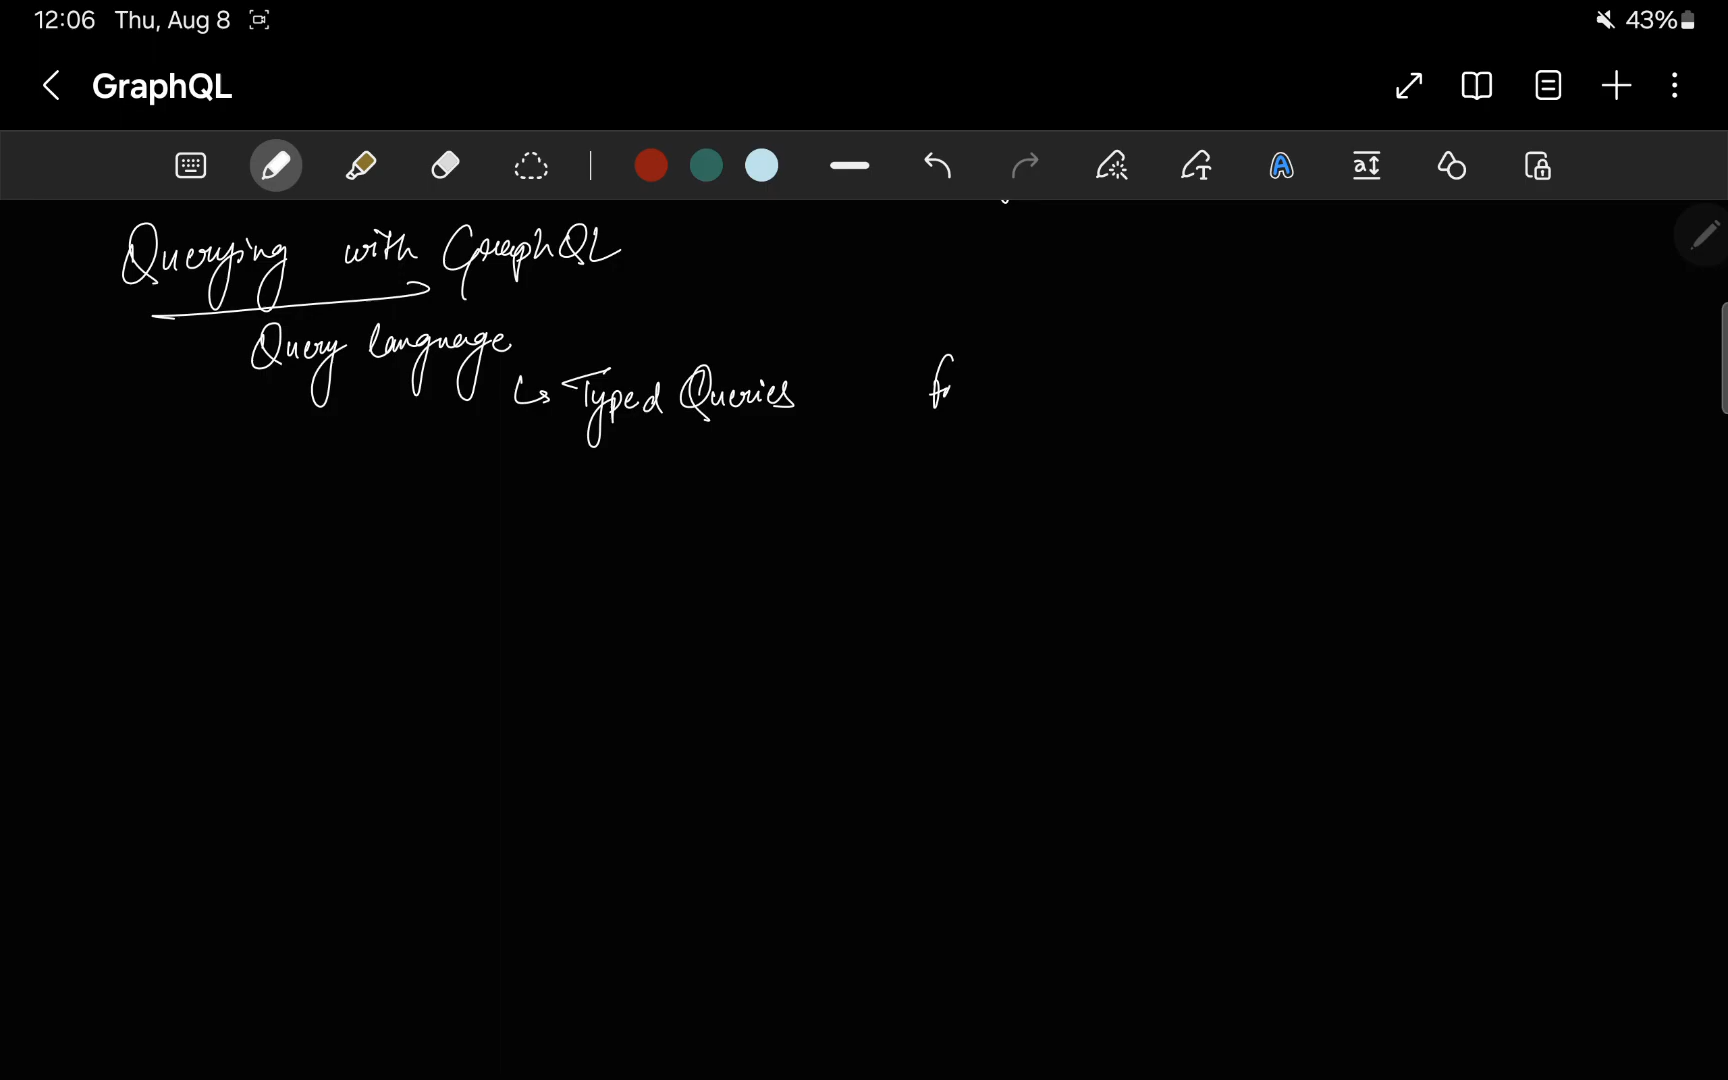 12:06 Thu, Aug 8 43%
GraphQL
Querying with GraphQL
Query language
↳ Typed Queries